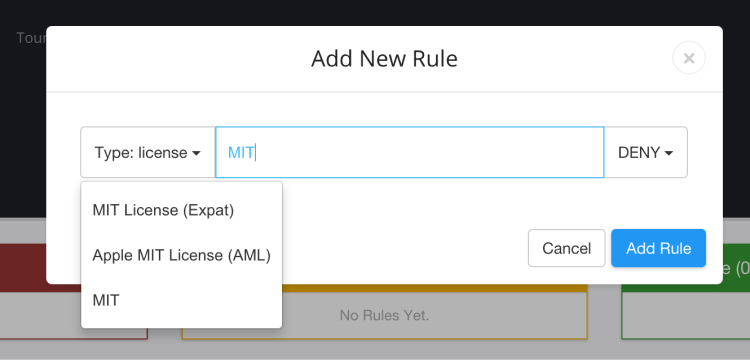 Tour
Add New Rule
×
Type: license
MIT
DENY
MIT License (Expat)
Apple MIT License (AML)
MIT
Cancel
Add Rule
e (0
No Rules Yet.